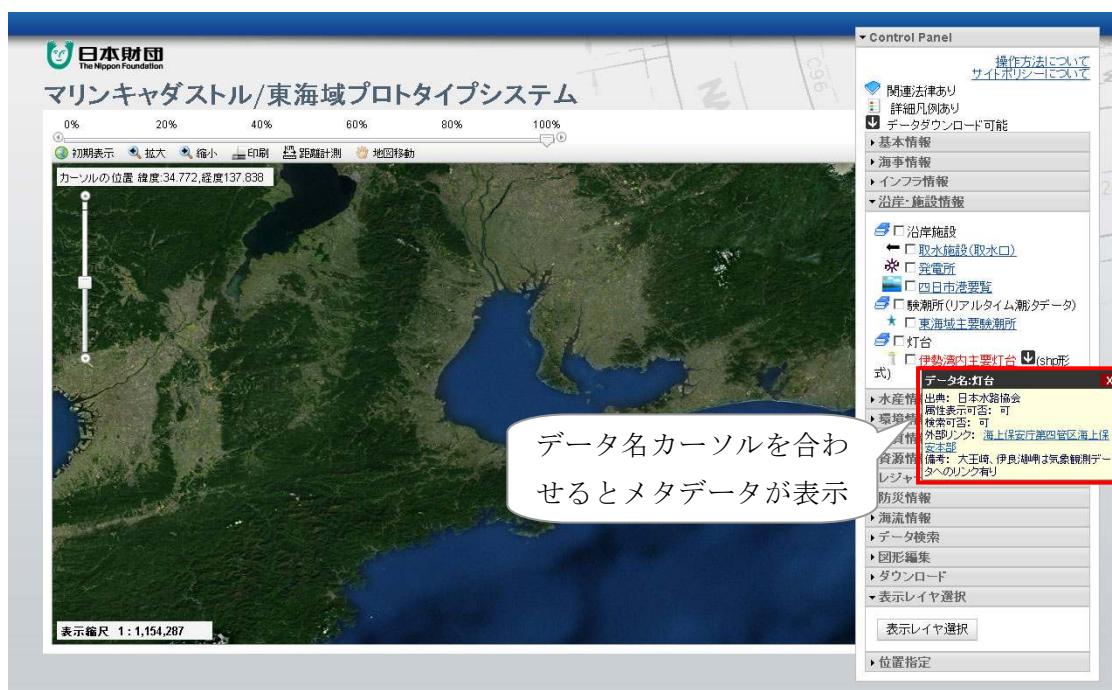 日本財団
The Nippon Foundation
マリンキャダストル/東海域プロトタイプシステム
0% 20% 40% 60% 80% 100%
初期表示 拡大 縮小 印刷 距離計測 地図移動
カーソルの位置 緯度:34.772,経度137.838
表示縮尺 1:1,154,287
データ名カーソルを合わ
せるとメタデータが表示
Control Panel
操作方法について
サイトポリシーについて
関連法律あり
詳細凡例あり
データダウンロード可能
基本情報
海事情報
インフラ情報
沿岸・施設情報
沿岸施設
取水施設(取水口)
発電所
四日市港要覧
験潮所(リアルタイム潮汐データ)
東海域主要験潮所
灯台
伊勢湾内主要灯台 (shp形
式)
データ名:灯台 X
出典: 日本水路協会
属性表示可否: 可
検索可否: 可
外部リンク: 海上保安庁第四管区海上保
安本部
備考: 大王崎、伊良湖岬は気象観測デー
タへのリンク有り
水産情
環境情
資源情
レジャー
防災情報
海流情報
データ検索
図形編集
ダウンロード
表示レイヤ選択
表示レイヤ選択
位置指定